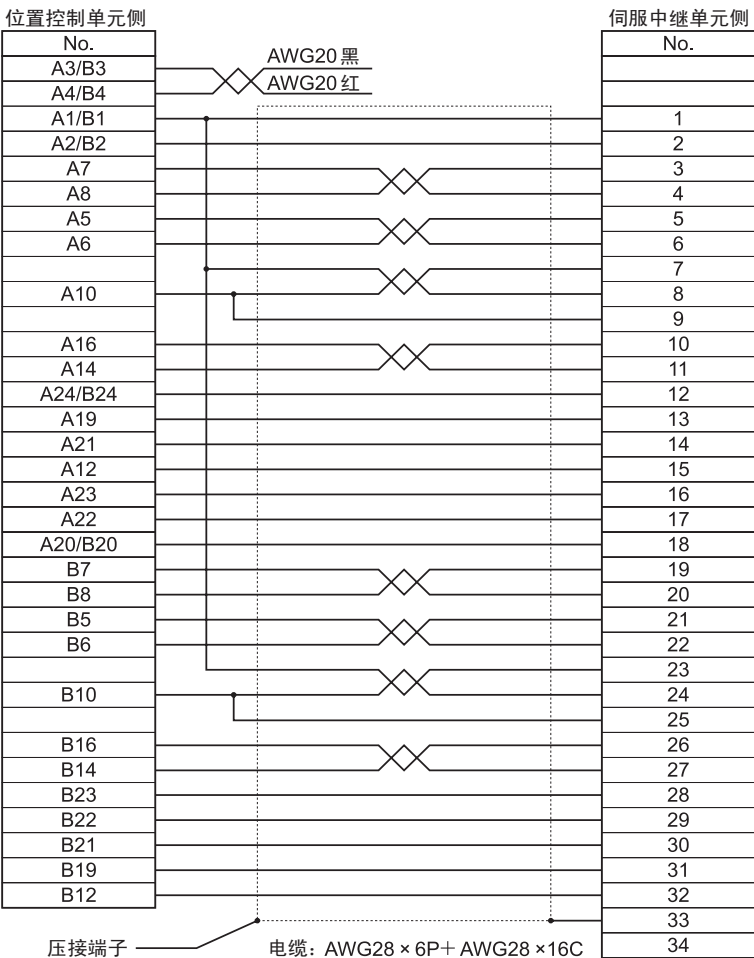 位置控制单元侧 伺服中继单元侧
No. No.
A3/B3 AWG20 黑
A4/B4 AWG20 红
A1/B1 1
A2/B2 2
A7 3
A8 4
A5 5
A6 6
7
A10 8
9
A16 10
A14 11
A24/B24 12
A19 13
A21 14
A12 15
A23 16
A22 17
A20/B20 18
B7 19
B8 20
B5 21
B6 22
23
B10 24
25
B16 26
B14 27
B23 28
B22 29
B21 30
B19 31
B12 32
33
压接端子 电缆：AWG28 × 6P＋AWG28 ×16C 34